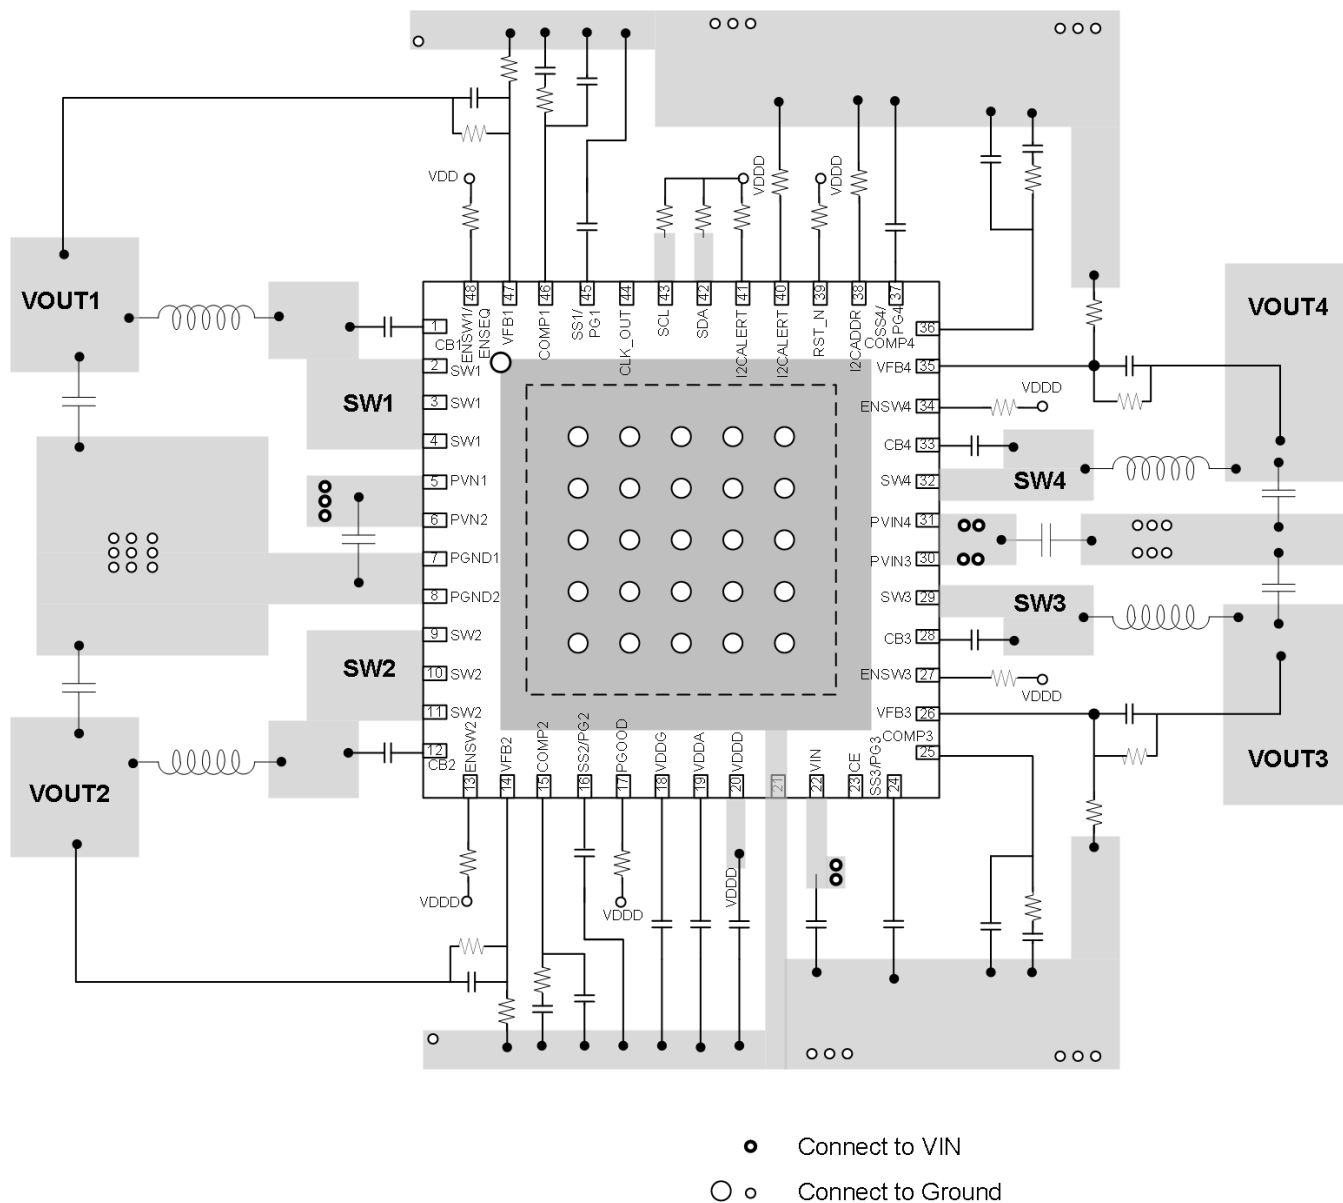 VDD
VDDD
VDDD
VOUT1
VOUT4
48
47
46
45
44
43
42
41
40
39
38
37
ENSW1/
ENSEQ
VFB1
COMP1
SS1/
PG1
CLK_OUT
SCL
SDA
I2CALERT
I2CALERT
RST_N
I2CADDR
SS4/
PG4
1
CB1
2 SW1
3 SW1
4 SW1
5 PVN1
6 PVN2
7 PGND1
8 PGND2
9 SW2
10 SW2
11 SW2
12
CB2
SW1
SW2
36
COMP4
VFB4 35
ENSW4 34
VDDD
CB4 33
SW4 32
PVIN4 31
PVIN3 30
SW3 29
CB3 28
ENSW3 27
VDDD
VFB3 26
COMP3
25
SW4
SW3
VOUT2
VOUT3
ENSW2
VFB2
COMP2
SS2/PG2
PGOOD
VDDG
VDDA
VDDD
VIN
CE
SS3/PG3
13
14
15
16
17
18
19
20
21
22
23
24
VDDD
VDDD
VDDD
Connect to VIN
Connect to Ground